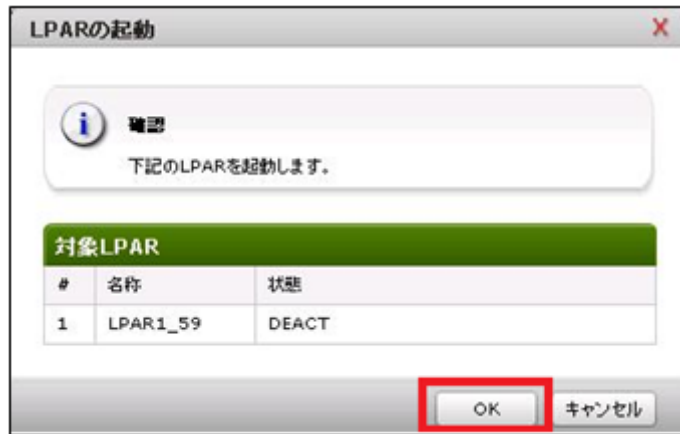 LPARの起動
確認
下記のLPARを起動します。
対象LPAR
# 名称 状態
1 LPAR1_59 DEACT
OK キャンセル